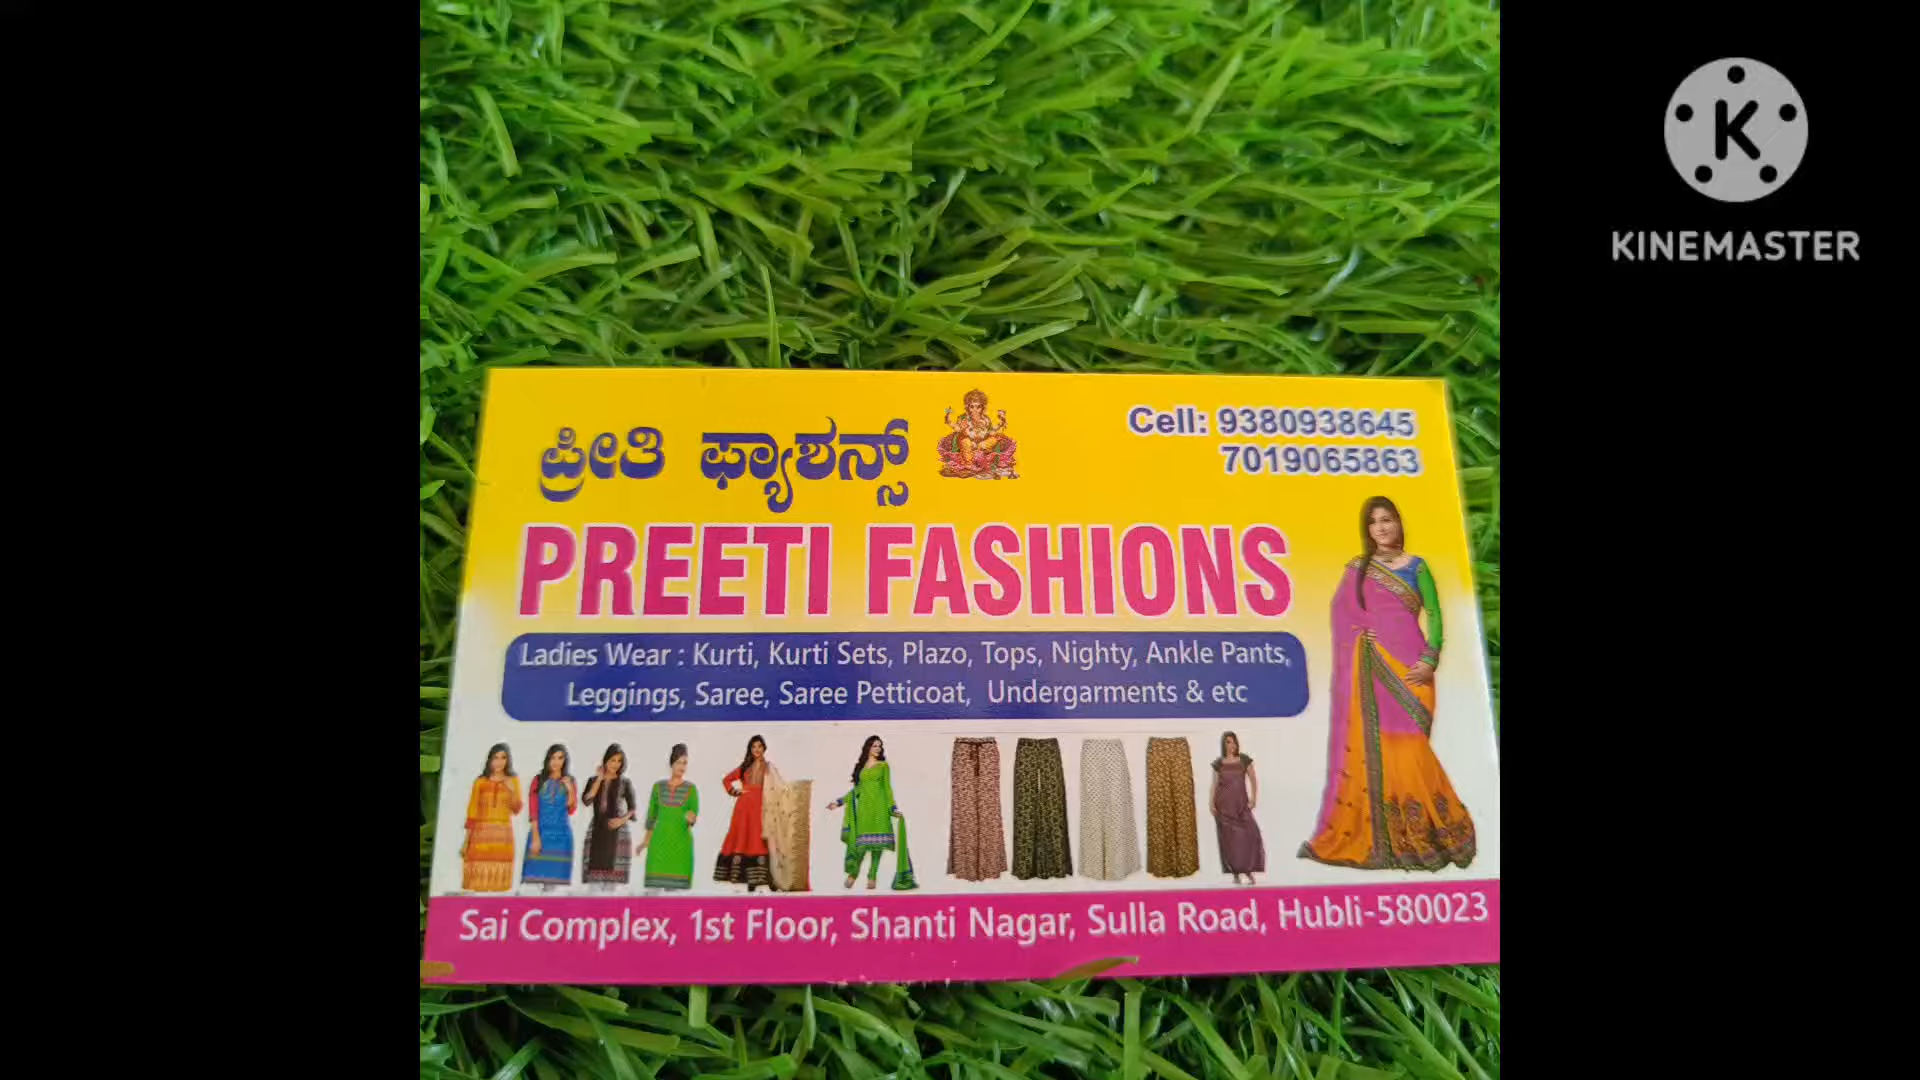 K
KINEMASTER
ಪ್ರೀತಿ ಫ್ಯಾಶನ್ಸ್
Cell: 9380938645
7019065863
PREETI FASHIONS
Ladies Wear : Kurti, Kurti Sets, Plazo, Tops, Nighty, Ankle Pants,
Leggings, Saree, Saree Petticoat, Undergarments & etc
Sai Complex, 1st Floor, Shanti Nagar, Sulla Road, Hubli-580023